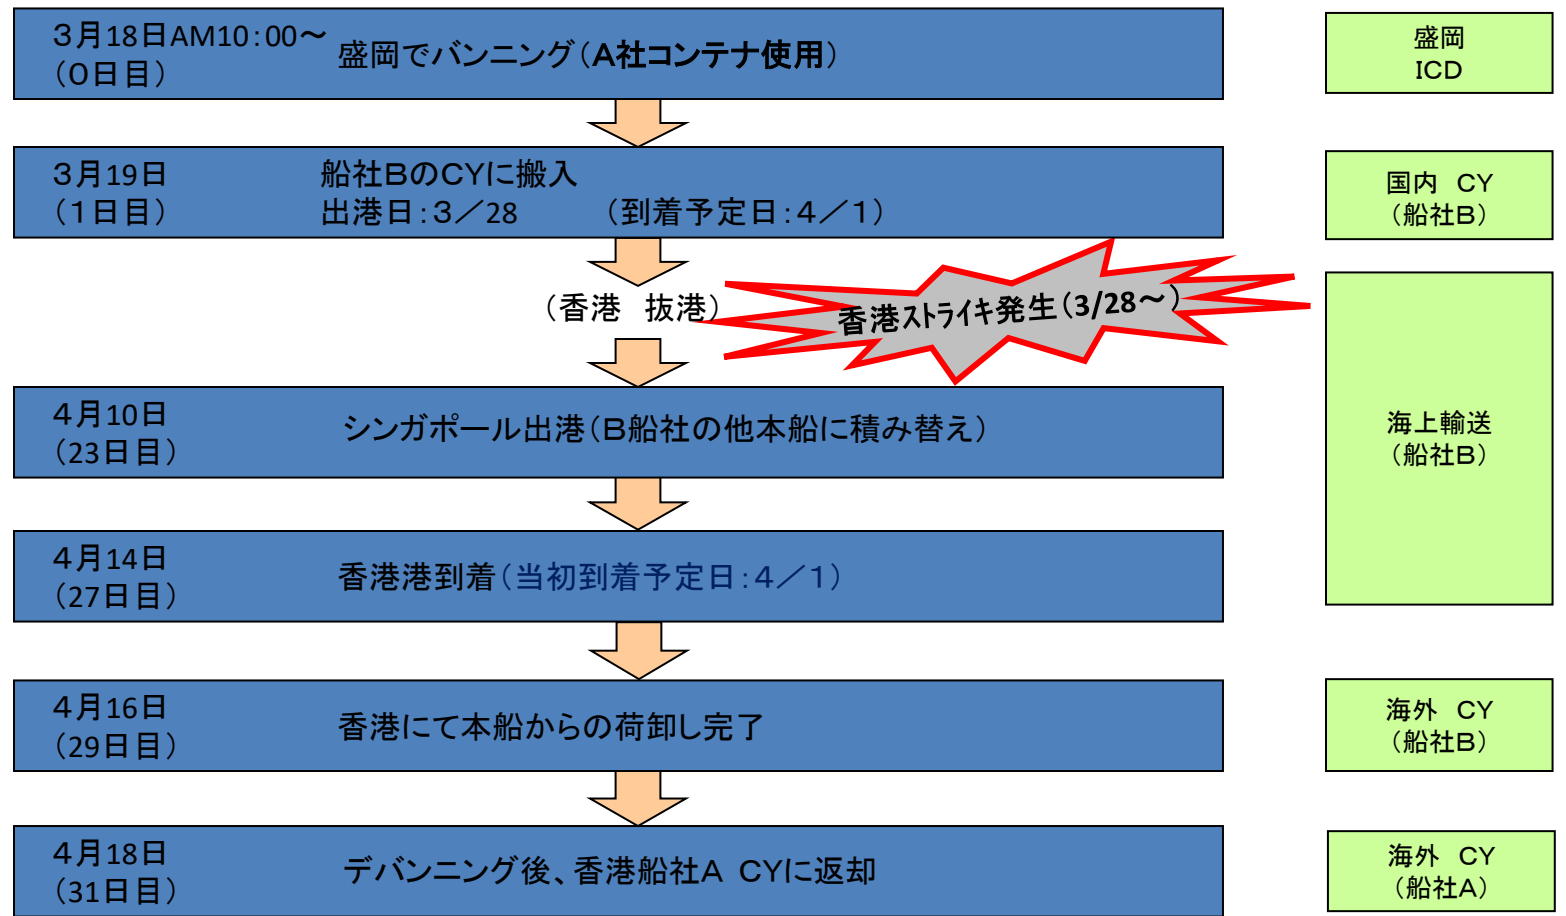 ３月18日AM10：00～
（０日目）
盛岡でバンニング（A社コンテナ使用）
盛岡
ICD
３月19日
（１日目）
船社BのCYに搬入
出港日：３／28　　（到着予定日：４／１）
国内　CY
（船社B）
（香港　抜港）
香港ストライキ発生（3/28～）
４月10日
（23日目）
シンガポール出港（B船社の他本船に積み替え）
海上輸送
（船社B）
４月14日
（27日目）
香港港到着（当初到着予定日：４／１）
４月16日
（29日目）
香港にて本船からの荷卸し完了
海外　CY
（船社B）
４月18日
（31日目）
デバンニング後、香港船社A CYに返却
海外　CY
（船社A）